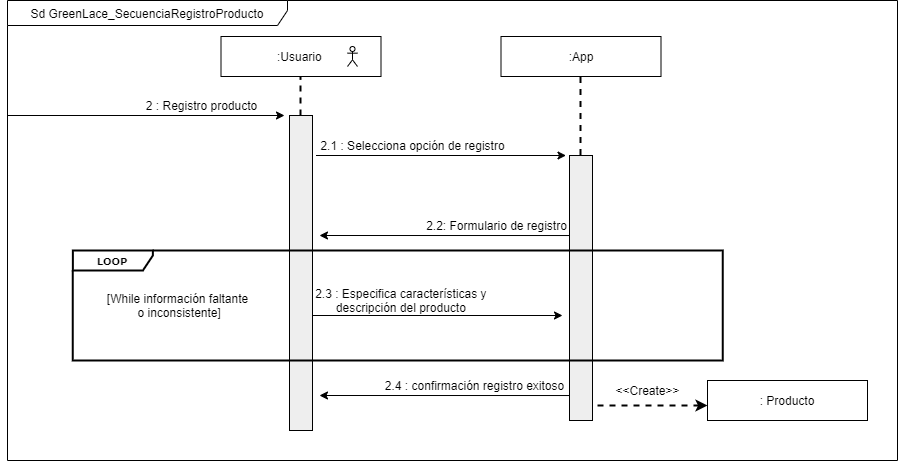 Sd GreenLace_SecuenciaRegistroProducto
:Usuario
:App
2 : Registro producto
2.1 : Selecciona opción de registro
2.2: Formulario de registro
LOOP
[While información faltante
o inconsistente]
2.3 : Especifica características y
descripción del producto
2.4 : confirmación registro exitoso
<<Create>>
: Producto